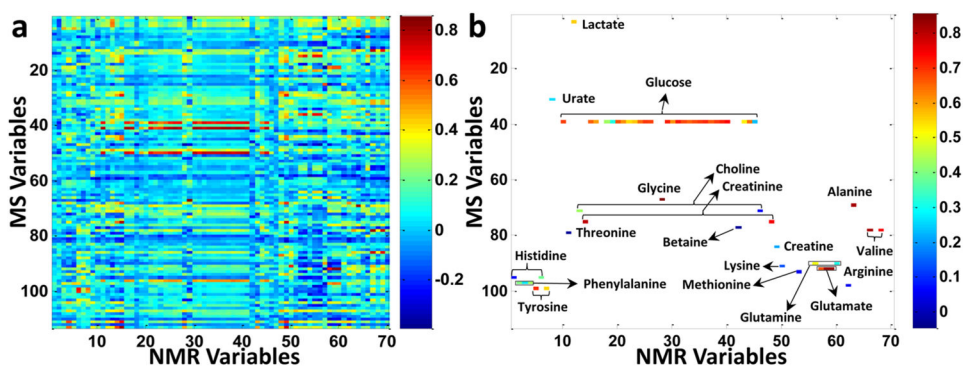 a
MS Variables
20
40
60
80
100
10 20 30 40 50 60 70
NMR Variables
0.8
0.6
0.4
0.2
0
-0.2
b
MS Variables
20
40
60
80
100
Lactate
Urate
Glucose
Choline
Creatinine
Glycine
Alanine
Threonine
Betaine
Valine
Creatine
Histidine
Lysine
Arginine
Phenylalanine
Methionine
Tyrosine
Glutamine
Glutamate
10 20 30 40 50 60 70
NMR Variables
0.8
0.7
0.6
0.5
0.4
0.3
0.2
0.1
0